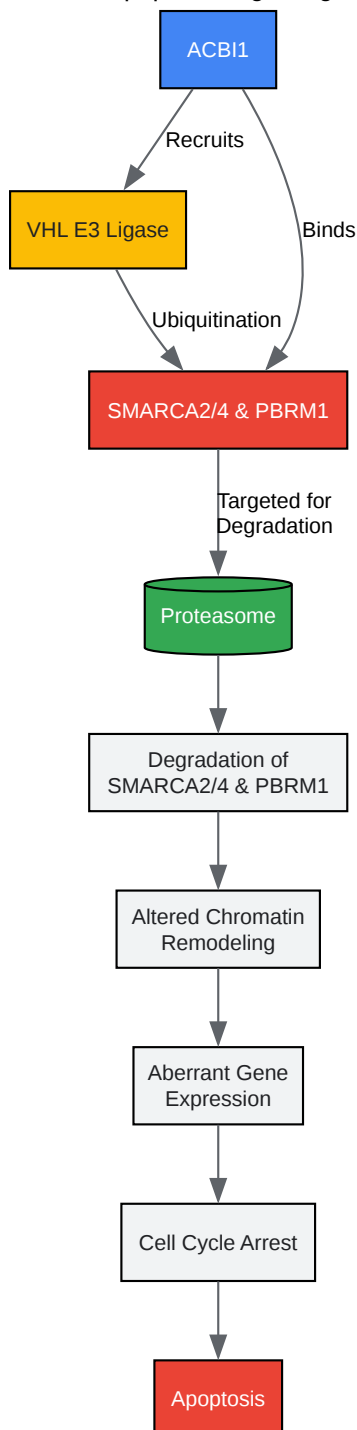 ACBI1
Recruits
VHL E3 Ligase
Binds
Ubiquitination
SMARCA2/4 & PBRM1
Targeted for
Degradation
Proteasome
Degradation of
SMARCA2/4 & PBRM1
Altered Chromatin
Remodeling
Aberrant Gene
Expression
Cell Cycle Arrest
Apoptosis